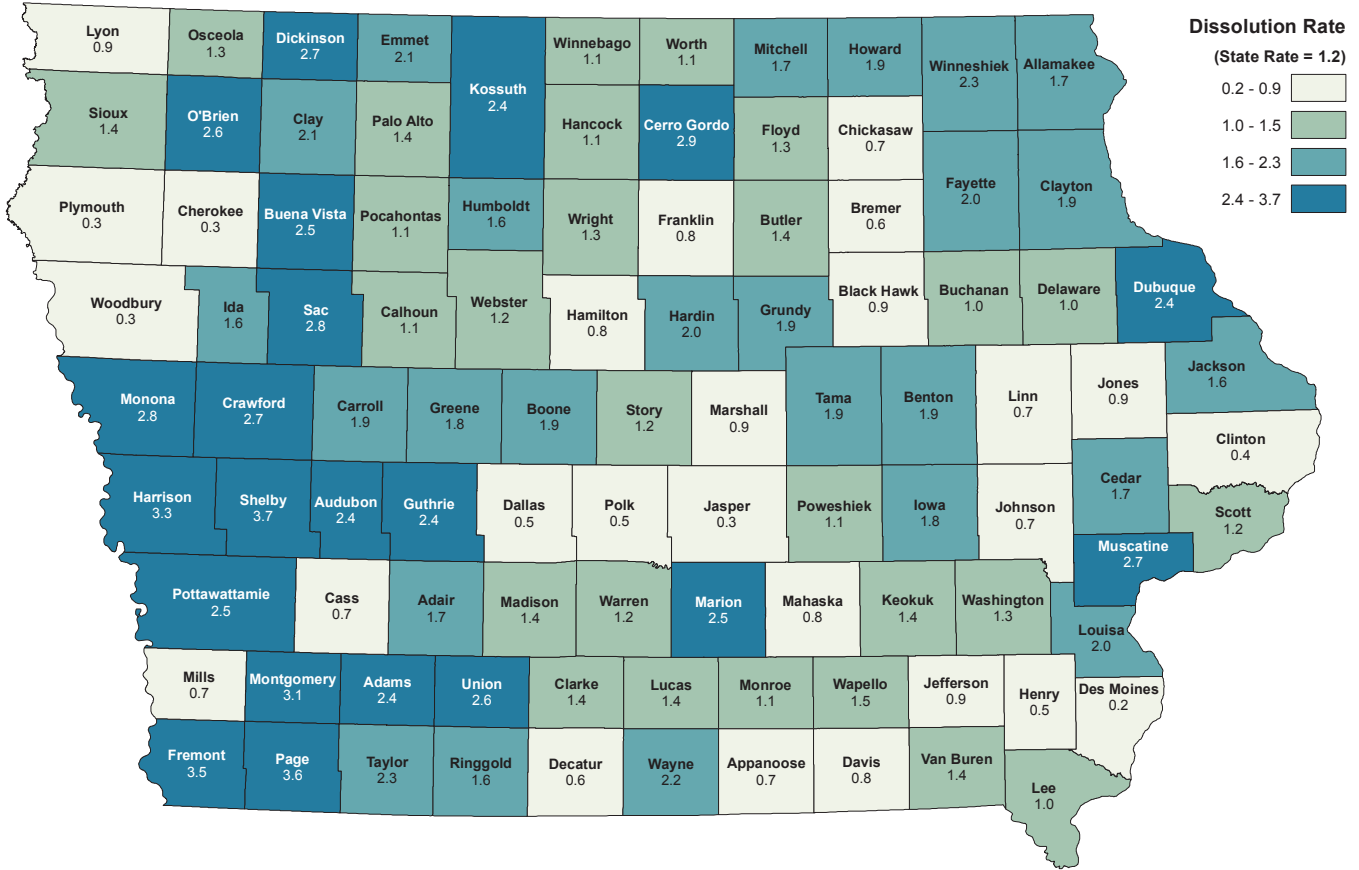 Dissolution Rate
(State Rate = 1.2)
0.2 - 0.9
1.0 - 1.5
1.6 - 2.3
2.4 - 3.7
Lyon
0.9
Osceola
1.3
Dickinson
2.7
Emmet
2.1
Kossuth
2.4
Winnebago
1.1
Worth
1.1
Mitchell
1.7
Howard
1.9
Winneshiek
2.3
Allamakee
1.7
Sioux
1.4
O'Brien
2.6
Clay
2.1
Palo Alto
1.4
Hancock
1.1
Cerro Gordo
2.9
Floyd
1.3
Chickasaw
0.7
Fayette
2.0
Clayton
1.9
Plymouth
0.3
Cherokee
0.3
Buena Vista
2.5
Pocahontas
1.1
Humboldt
1.6
Wright
1.3
Franklin
0.8
Butler
1.4
Bremer
0.6
Woodbury
0.3
Ida
1.6
Sac
2.8
Calhoun
1.1
Webster
1.2
Hamilton
0.8
Hardin
2.0
Grundy
1.9
Black Hawk
0.9
Buchanan
1.0
Delaware
1.0
Dubuque
2.4
Monona
2.8
Crawford
2.7
Carroll
1.9
Greene
1.8
Boone
1.9
Story
1.2
Marshall
0.9
Tama
1.9
Benton
1.9
Linn
0.7
Jones
0.9
Jackson
1.6
Clinton
0.4
Harrison
3.3
Shelby
3.7
Audubon
2.4
Guthrie
2.4
Dallas
0.5
Polk
0.5
Jasper
0.3
Poweshiek
1.1
Iowa
1.8
Johnson
0.7
Cedar
1.7
Scott
1.2
Muscatine
2.7
Pottawattamie
2.5
Cass
0.7
Adair
1.7
Madison
1.4
Warren
1.2
Marion
2.5
Mahaska
0.8
Keokuk
1.4
Washington
1.3
Louisa
2.0
Mills
0.7
Montgomery
3.1
Adams
2.4
Union
2.6
Clarke
1.4
Lucas
1.4
Monroe
1.1
Wapello
1.5
Jefferson
0.9
Henry
0.5
Des Moines
0.2
Fremont
3.5
Page
3.6
Taylor
2.3
Ringgold
1.6
Decatur
0.6
Wayne
2.2
Appanoose
0.7
Davis
0.8
Van Buren
1.4
Lee
1.0